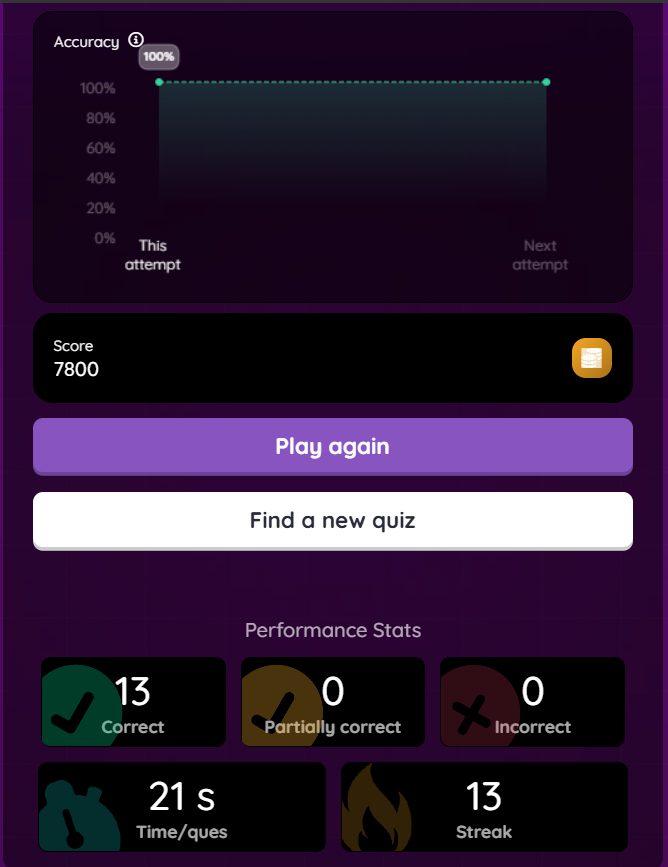 Accuracy
100%
100%
80%
60%
40%
20%
0%
This
attempt
Next
attempt
Score
7800
Play again
Find a new quiz
Performance Stats
13
Correct
0
Partially correct
0
Incorrect
21 s
Time/ques
13
Streak